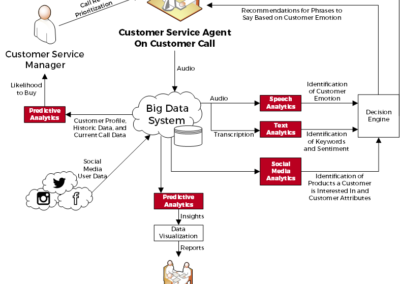 Call Re
Prioritization
Recommendations for Phrases to
Say Based on Customer Emotion
Customer Service Agent
On Customer Call
Customer Service
Manager
Audio
Likelihood
to Buy
Predictive
Analytics
Customer Profile,
Historic Data, and
Current Call Data
Big Data
System
Audio
Transcription
Speech
Analytics
Identification
of Customer
Emotion
Text
Analytics
Identification
of Keywords
and Sentiment
Decision
Engine
Social
Media
Analytics
Identification of
Products a Customer
is Interested In and
Customer Attributes
Social
Media
User Data
Predictive
Analytics
Insights
Data
Visualization
Reports